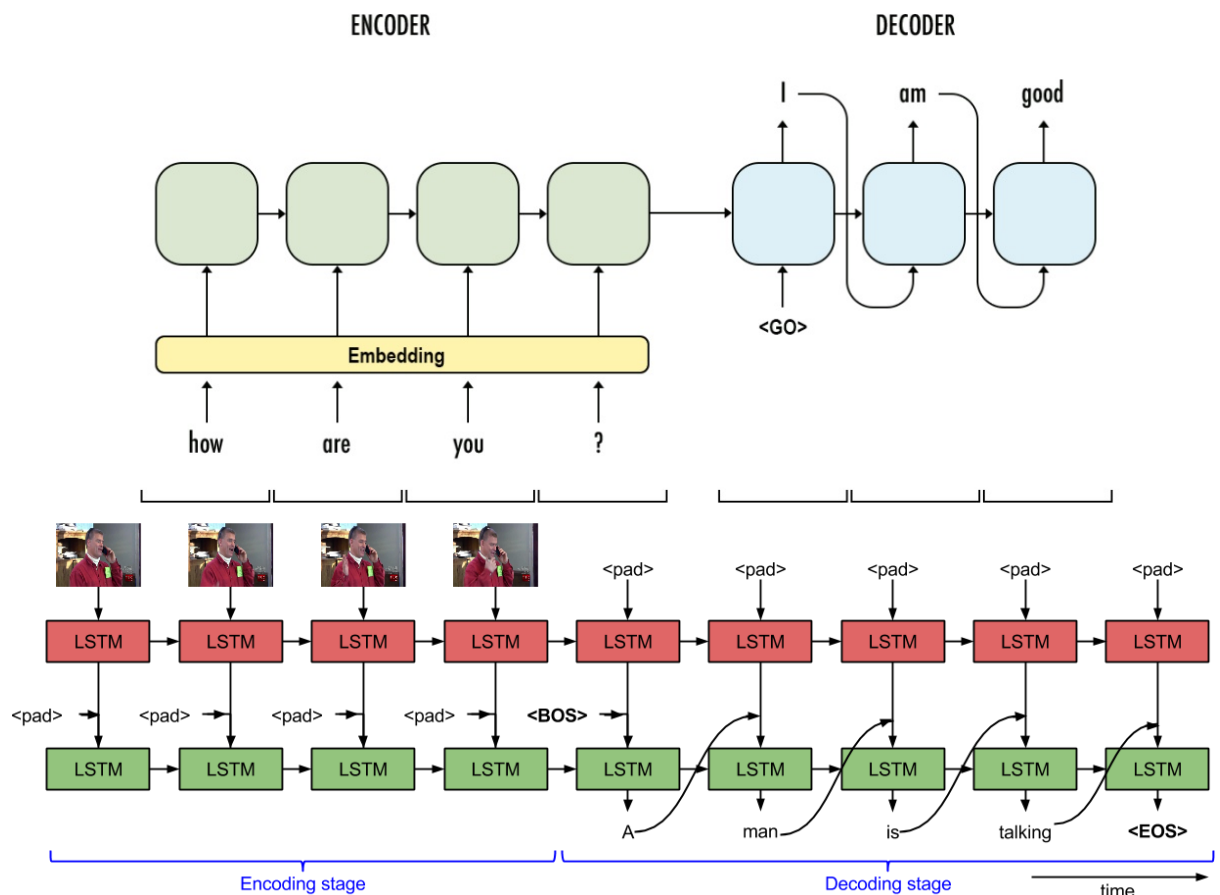 ENCODER DECODER
I am good
<GO>
Embedding
how are you ?
<pad> <pad> <pad> <pad> <pad>
LSTM LSTM LSTM LSTM LSTM LSTM LSTM LSTM LSTM
<pad> <pad> <pad> <pad> <BOS>
LSTM LSTM LSTM LSTM LSTM LSTM LSTM LSTM LSTM
A man is talking <EOS>
Encoding stage Decoding stage time